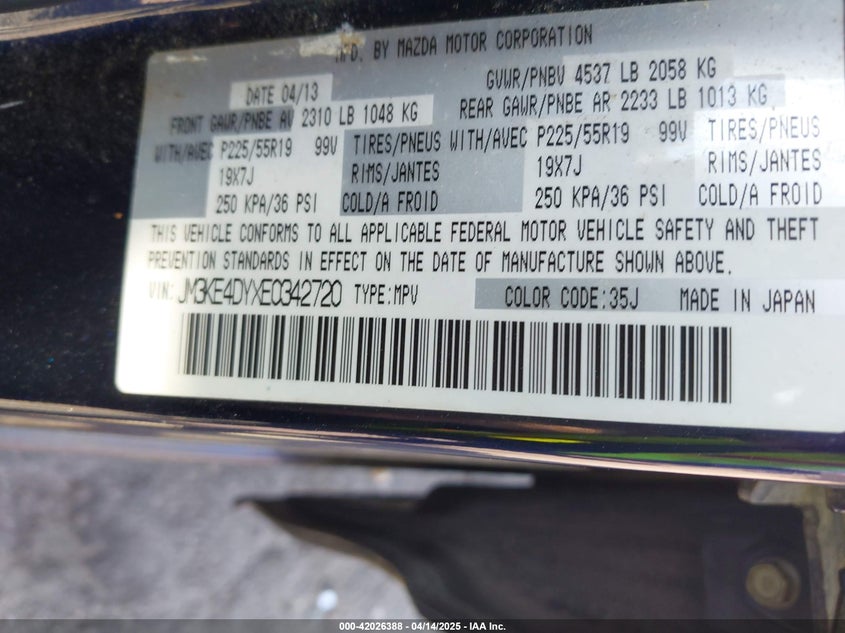 MFD. BY MAZDA MOTOR CORPORATION
DATE 04/13 GVWR/PNBV 4537 LB 2058 KG
FRONT GAWR/PNBE AV 2310 LB 1048 KG REAR GAWR/PNBE AR 2233 LB 1013 KG
WITH/AVEC P225/55R19 99V TIRES/PNEUS WITH/AVEC P225/55R19 99V TIRES/PNEUS
19X7J RIMS/JANTES 19X7J RIMS/JANTES
250 KPA/36 PSI COLD/A FROID 250 KPA/36 PSI COLD/A FROID
THIS VEHICLE CONFORMS TO ALL APPLICABLE FEDERAL MOTOR VEHICLE SAFETY AND THEFT
PREVENTION STANDARDS IN EFFECT ON THE DATE OF MANUFACTURE SHOWN ABOVE.
VIN: JM3KE4DYXE0342720 TYPE:MPV COLOR CODE:35J MADE IN JAPAN
000-42026388 - 04/14/2025 - IAA Inc.